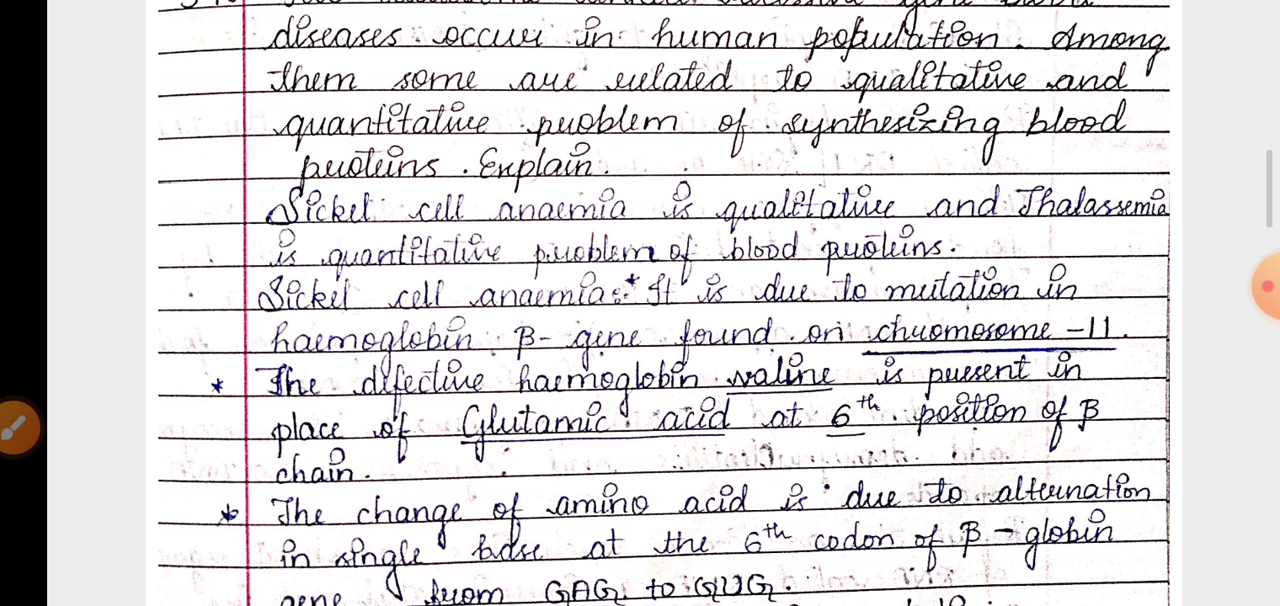 diseases occur in human population. Among
them some are related to qualitative and
quantitative problem of synthesizing blood
proteins. Explain.
Sickel cell anaemia is qualitative and Thalassemia
is quantitative problem of blood proteins.
Sickel cell anaemia:* It is due to mutation in
haemoglobin β- gene found on chromosome -11.
* The difective haemoglobin valine is present in
place of Glutamic acid at 6th position of β
chain.
* The change of amino acid is due to alternation
in single base at the 6th codon of β - globin
gene from GAG to GUG.